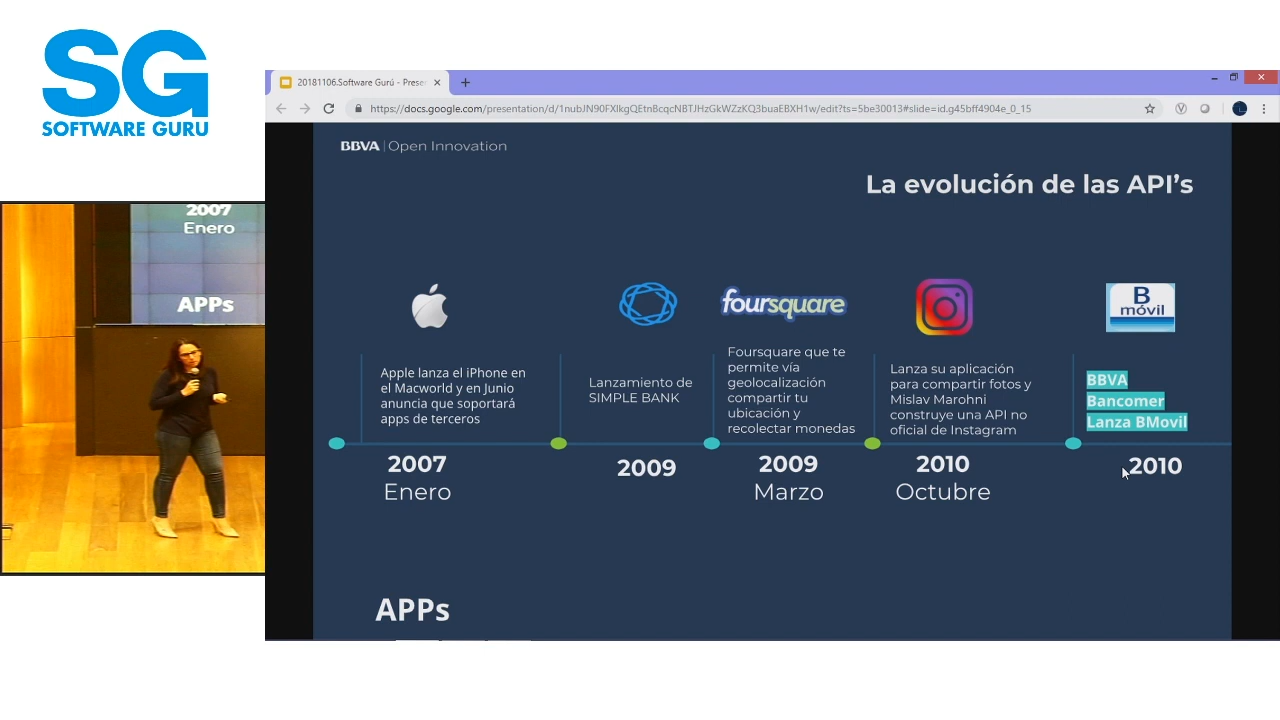 SG
SOFTWARE GURU
20181106.Software Gurú - Prese
https://docs.google.com/presentation/d/1nubJN90FXlkgQEtnBcqcNBTJHzGkWZzKQ3buaEBXH1w/edit?ts=5be30013#slide=id.g45bff4904e_0_15
BBVA | Open Innovation
La evolución de las API's
foursquare
B
móvil
Apple lanza el iPhone en
el Macworld y en Junio
anuncia que soportará
apps de terceros
Lanzamiento de
SIMPLE BANK
Foursquare que te
permite vía
geolocalización
compartir tu
ubicación y
recolectar monedas
Lanza su aplicación
para compartir fotos y
Mislav Marohni
construye una API no
oficial de Instagram
BBVA
Bancomer
Lanza BMovil
2007
Enero
2009
2009
Marzo
2010
Octubre
2010
APPs
2007
Enero
APPs